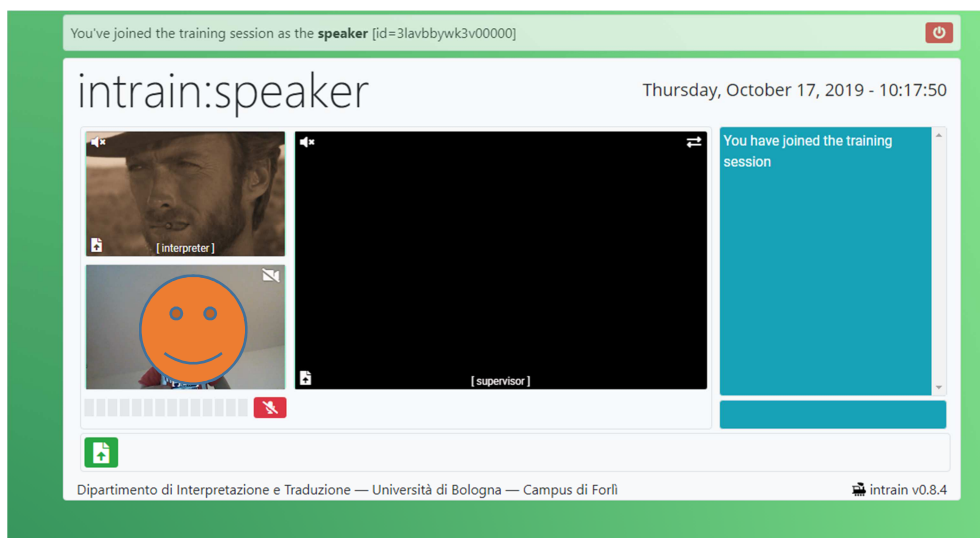 You've joined the training session as the speaker [id=3lavbbywk3v00000]
intrain:speaker
Thursday, October 17, 2019 - 10:17:50
[ interpreter ]
[ supervisor ]
You have joined the training
session
Dipartimento di Interpretazione e Traduzione — Università di Bologna — Campus di Forlì
intrain v0.8.4